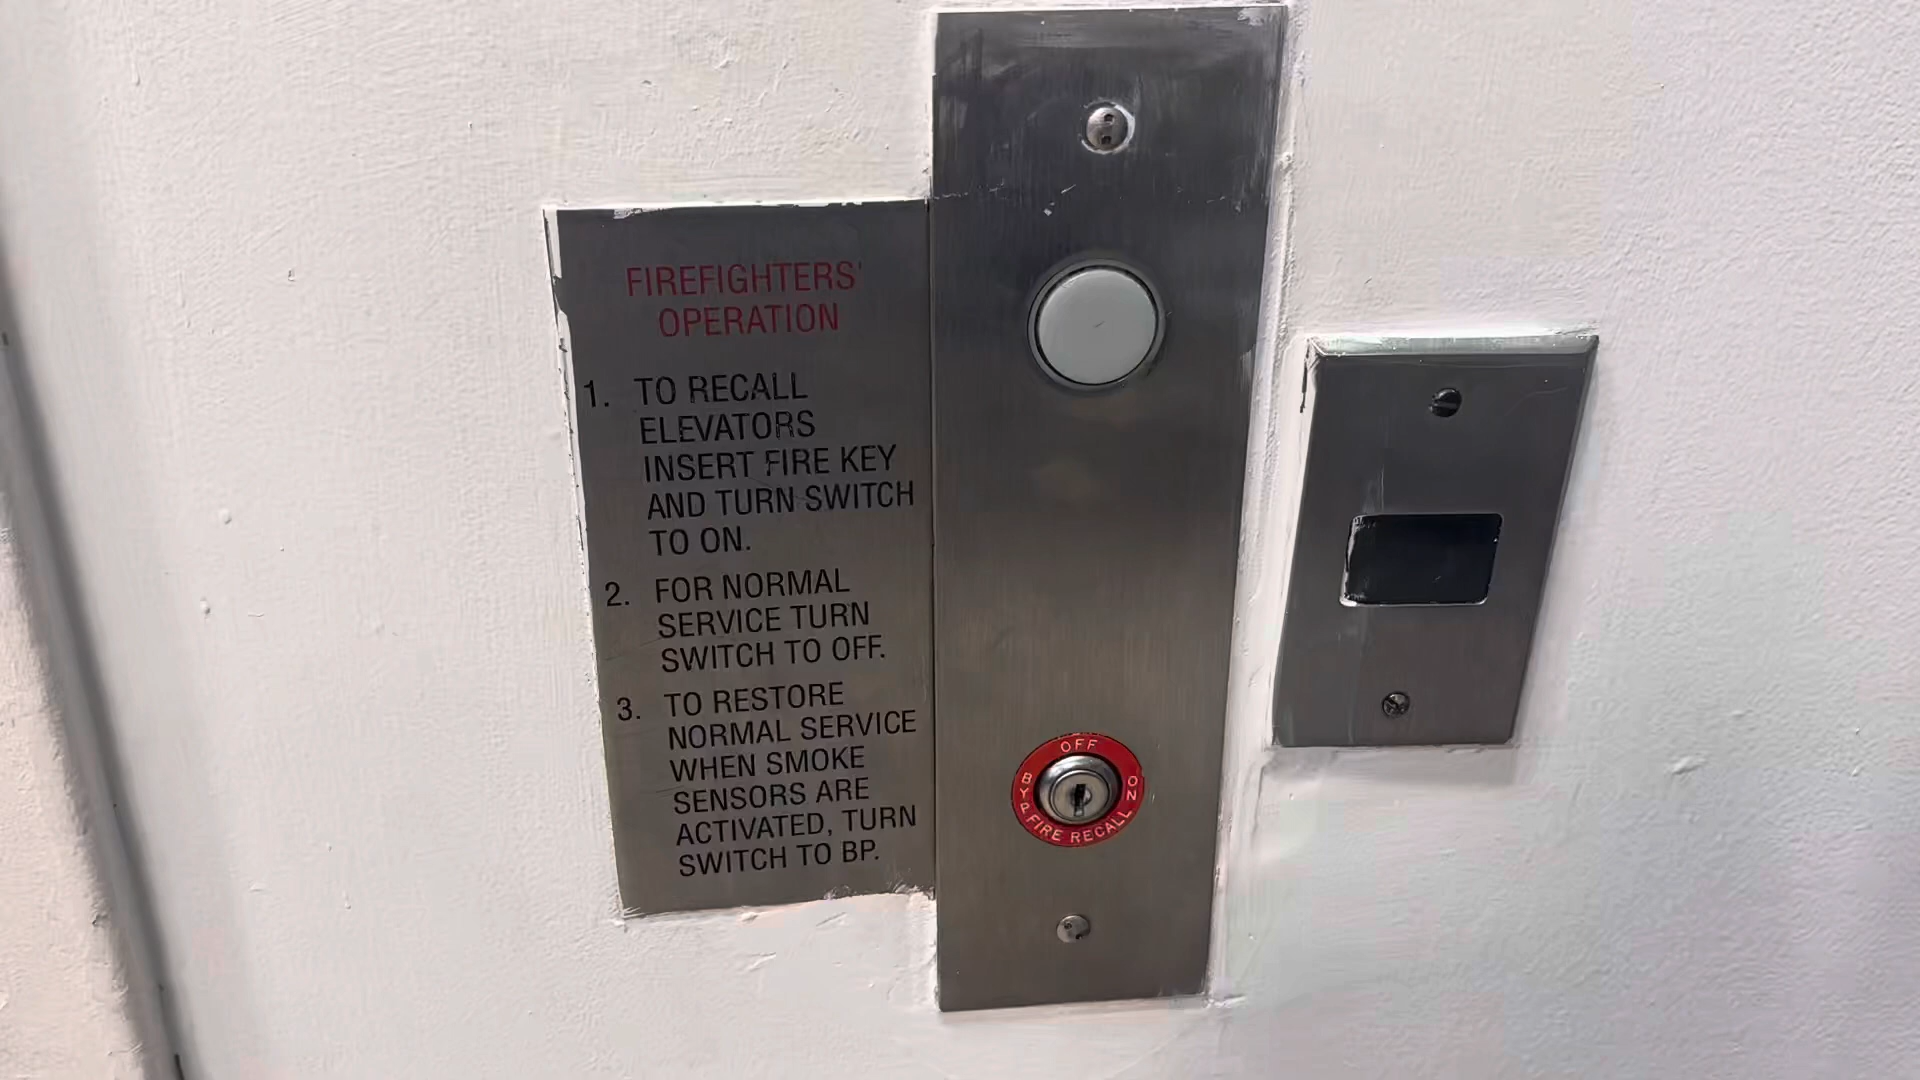 FIREFIGHTERS'
OPERATION
1. TO RECALL
ELEVATORS
INSERT FIRE KEY
AND TURN SWITCH
TO ON.
2. FOR NORMAL
SERVICE TURN
SWITCH TO OFF.
3. TO RESTORE
NORMAL SERVICE
WHEN SMOKE
SENSORS ARE
ACTIVATED, TURN
SWITCH TO BP.
OFF
ON
BYP
FIRE RECALL